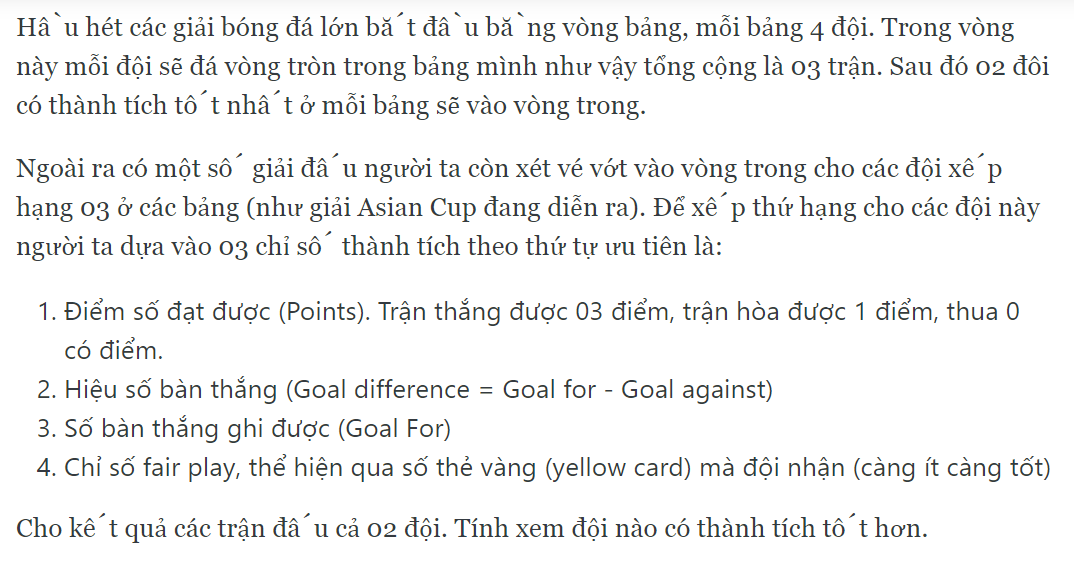 Hầu hét các giải bóng đá lớn bắt đầu bằng vòng bảng, mỗi bảng 4 đội. Trong vòng
này mỗi đội sẽ đá vòng tròn trong bảng mình như vậy tổng cộng là 03 trận. Sau đó 02 đôi
có thành tích tốt nhất ở mỗi bảng sẽ vào vòng trong.
Ngoài ra có một số giải đấu người ta còn xét vé vớt vào vòng trong cho các đội xếp
hạng 03 ở các bảng (như giải Asian Cup đang diễn ra). Để xếp thứ hạng cho các đội này
người ta dựa vào 03 chỉ số thành tích theo thứ tự ưu tiên là:
1. Điểm số đạt được (Points). Trận thắng được 03 điểm, trận hòa được 1 điểm, thua 0
có điểm.
2. Hiệu số bàn thắng (Goal difference = Goal for - Goal against)
3. Số bàn thắng ghi được (Goal For)
4. Chỉ số fair play, thể hiện qua số thẻ vàng (yellow card) mà đội nhận (càng ít càng tốt)
Cho kết quả các trận đấu cả 02 đội. Tính xem đội nào có thành tích tốt hơn.